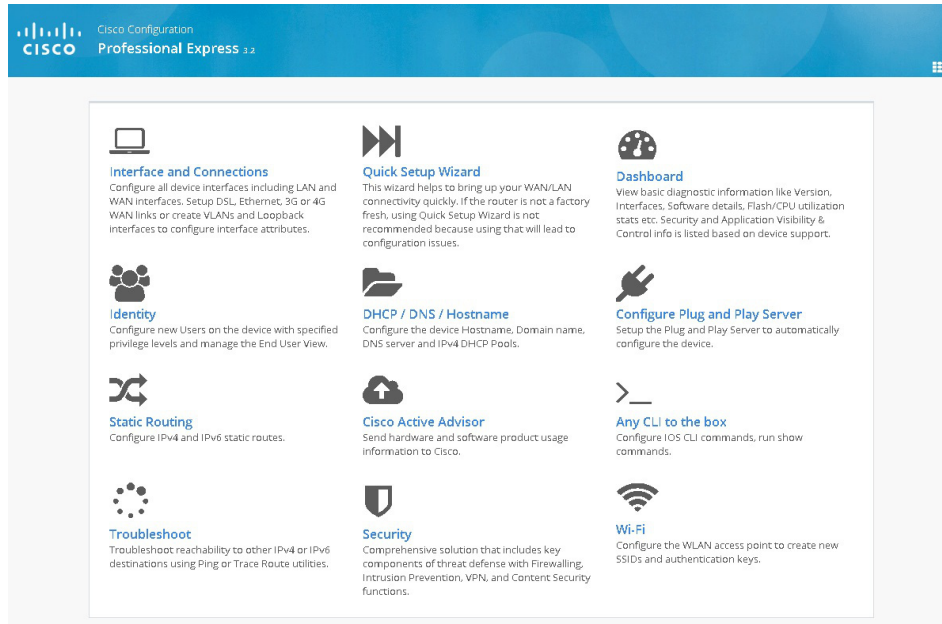 CISCO
Cisco Configuration
Professional Express 3.2
Interface and Connections
Configure all device interfaces including LAN and
WAN interfaces. Setup DSL, Ethernet, 3G or 4G
WAN links or create VLANs and Loopback
interfaces to configure interface attributes.
Quick Setup Wizard
This wizard helps to bring up your WAN/LAN
connectivity quickly. If the router is not a factory
fresh, using Quick Setup Wizard is not
recommended because using that will lead to
configuration issues.
Dashboard
View basic diagnostic information like Version,
Interfaces, Software details, Flash/CPU utilization
stats etc. Security and Application Visibility &
Control info is listed based on device support.
Identity
Configure new Users on the device with specified
privilege levels and manage the End User View.
DHCP / DNS / Hostname
Configure the device Hostname, Domain name,
DNS server and IPv4 DHCP Pools.
Configure Plug and Play Server
Setup the Plug and Play Server to automatically
configure the device.
Static Routing
Configure IPv4 and IPv6 static routes.
Cisco Active Advisor
Send hardware and software product usage
information to Cisco.
Any CLI to the box
Configure IOS CLI commands, run show
commands.
Troubleshoot
Troubleshoot reachability to other IPv4 or IPv6
destinations using Ping or Trace Route utilities.
Security
Comprehensive solution that includes key
components of threat defense with Firewalling,
Intrusion Prevention, VPN, and Content Security
functions.
Wi-Fi
Configure the WLAN access point to create new
SSIDs and authentication keys.